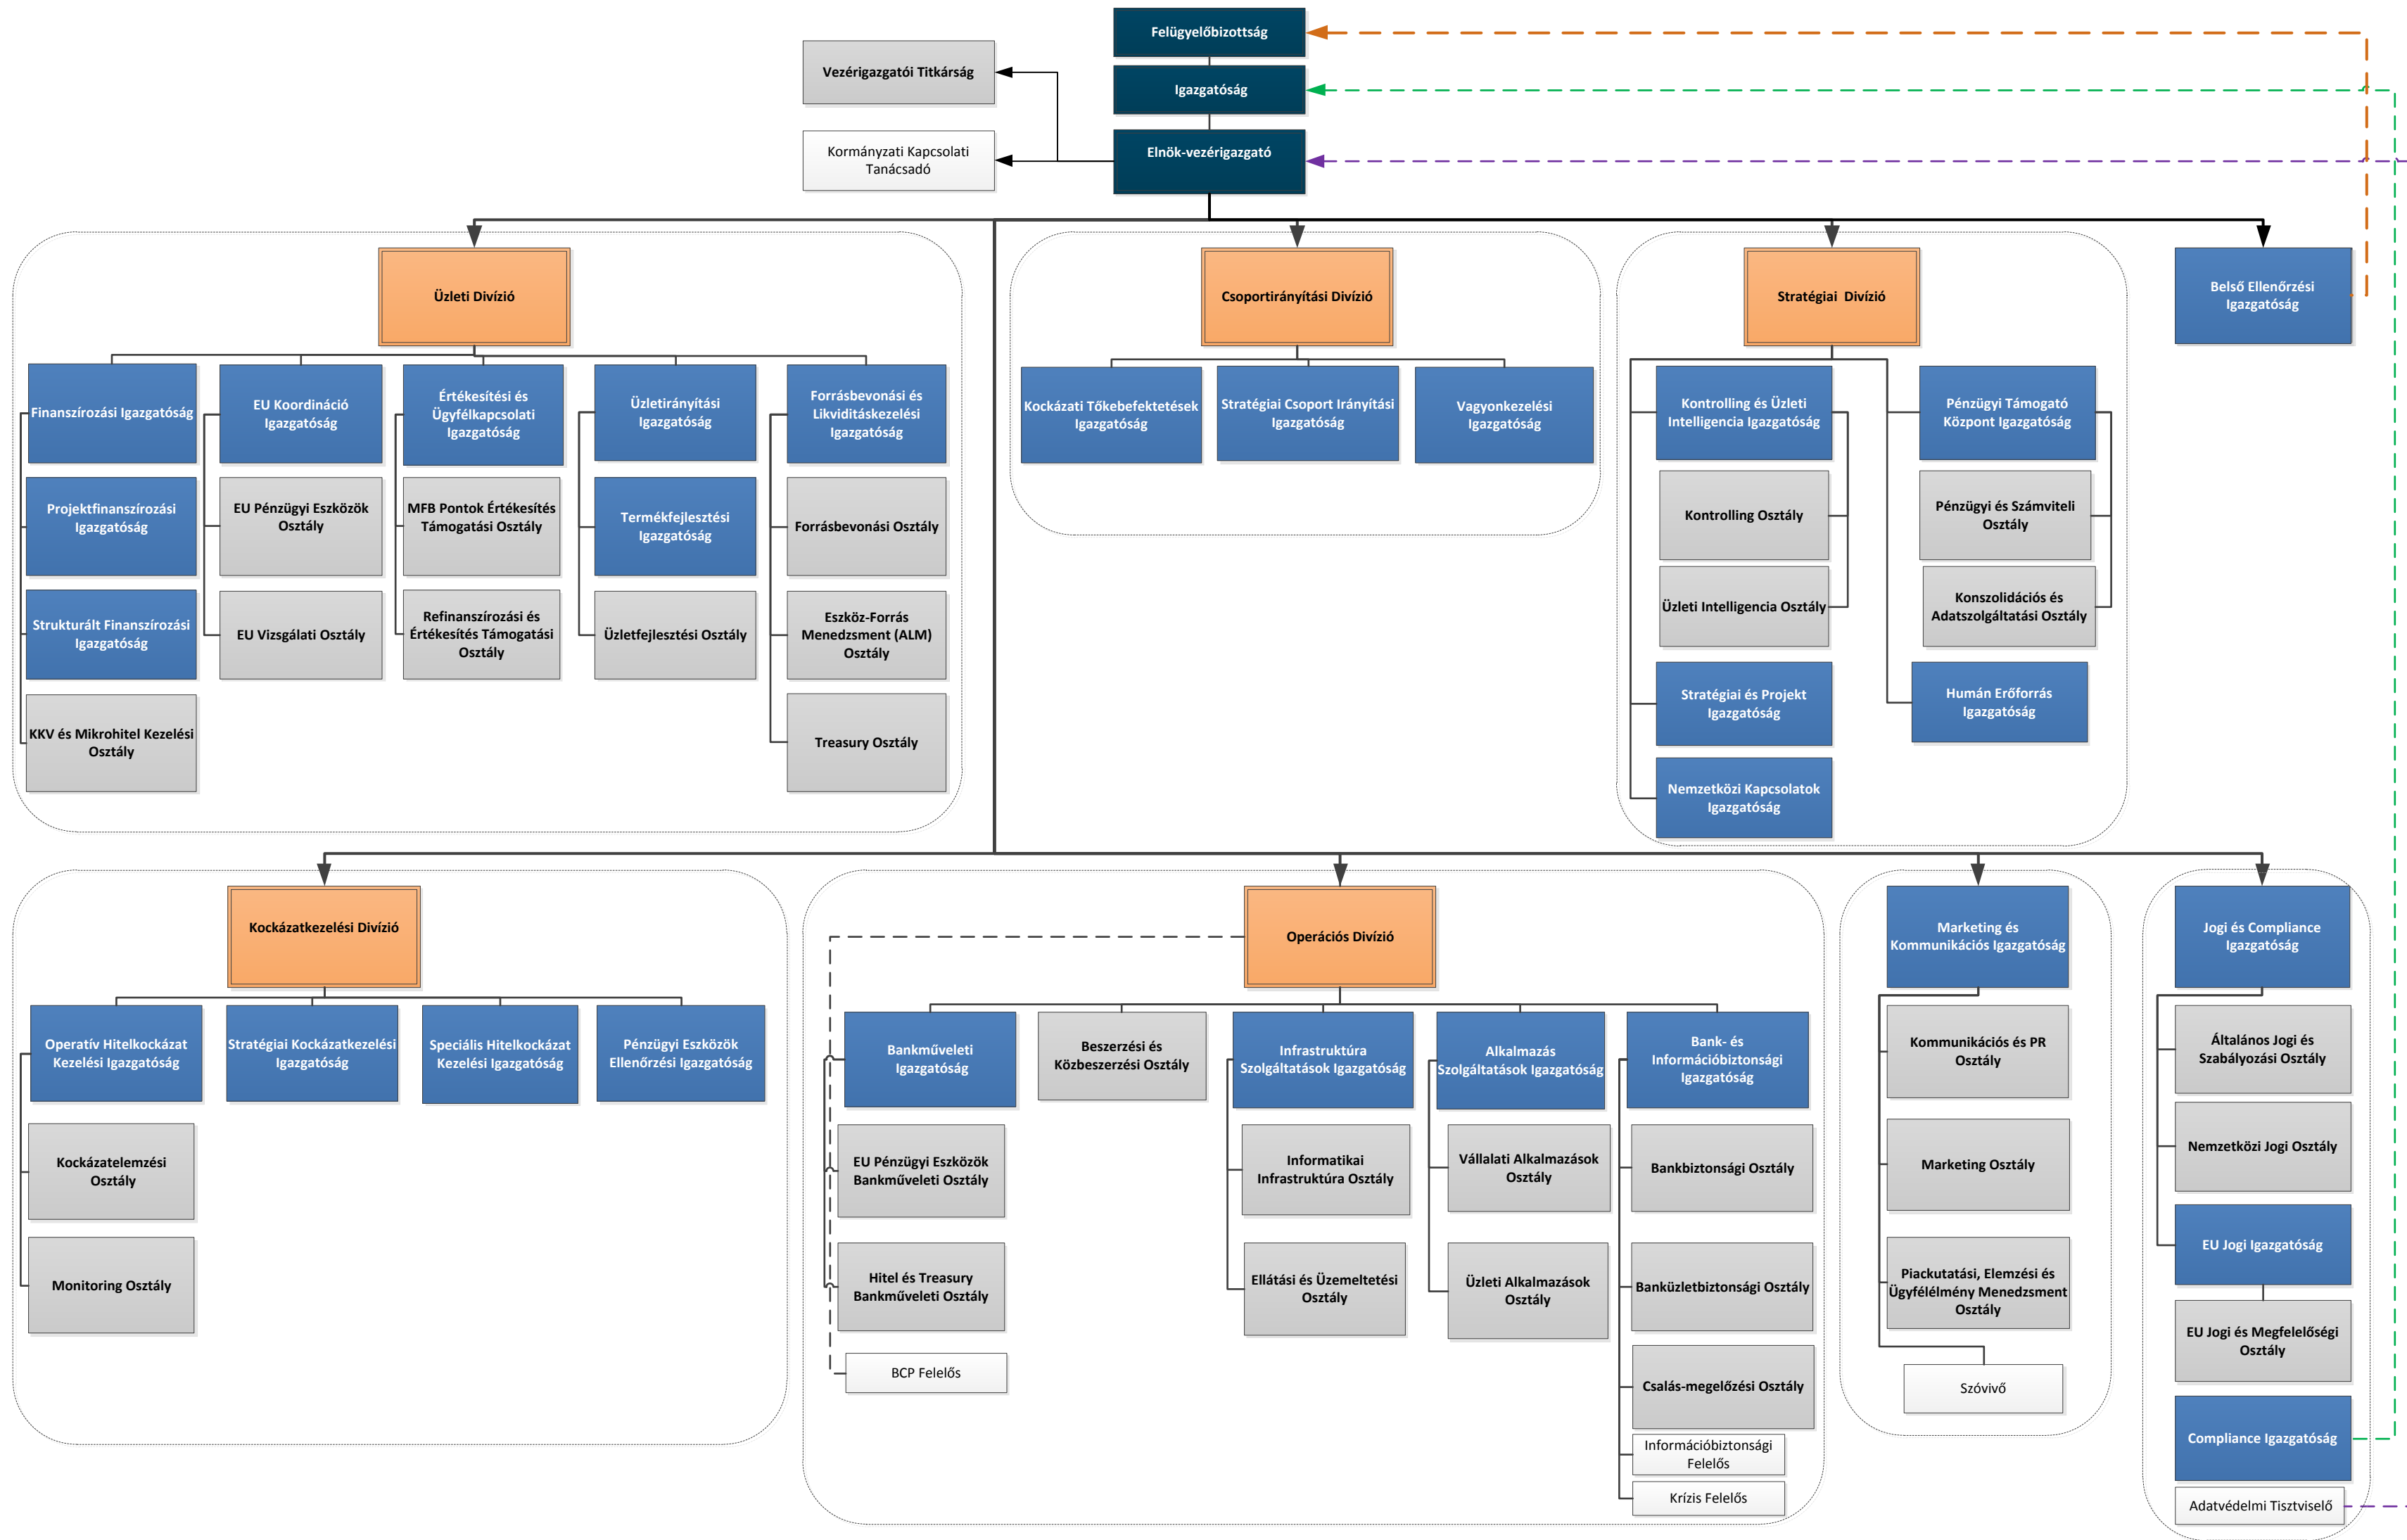 Felügyelőbizottság
Vezérigazgatói Titkárság
Igazgatóság
Kormányzati Kapcsolati
Tanácsadó
Elnök-vezérigazgató
Üzleti Divízió
Csoportirányítási Divízió
Stratégiai Divízió
Belső Ellenőrzési
Igazgatóság
Finanszírozási Igazgatóság
EU Koordináció
Igazgatóság
Értékesítési és
Ügyfélkapcsolati
Igazgatóság
Üzletirányítási
Igazgatóság
Forrásbevonási és
Likviditáskezelési
Igazgatóság
Kockázati Tőkebefektetések
Igazgatóság
Stratégiai Csoport Irányítási
Igazgatóság
Vagyonkezelési
Igazgatóság
Kontrolling és Üzleti
Intelligencia Igazgatóság
Pénzügyi Támogató
Központ Igazgatóság
Projektfinanszírozási
Igazgatóság
EU Pénzügyi Eszközök
Osztály
MFB Pontok Értékesítés
Támogatási Osztály
Termékfejlesztési
Igazgatóság
Forrásbevonási Osztály
Kontrolling Osztály
Pénzügyi és Számviteli
Osztály
Strukturált Finanszírozási
Igazgatóság
EU Vizsgálati Osztály
Refinanszírozási és
Értékesítés Támogatási
Osztály
Üzletfejlesztési Osztály
Eszköz-Forrás
Menedzsment (ALM)
Osztály
Üzleti Intelligencia Osztály
Konszolidációs és
Adatszolgáltatási Osztály
KKV és Mikrohitel Kezelési
Osztály
Treasury Osztály
Stratégiai és Projekt
Igazgatóság
Humán Erőforrás
Igazgatóság
Nemzetközi Kapcsolatok
Igazgatóság
Kockázatkezelési Divízió
Operációs Divízió
Marketing és
Kommunikációs Igazgatóság
Jogi és Compliance
Igazgatóság
Operatív Hitelkockázat
Kezelési Igazgatóság
Stratégiai Kockázatkezelési
Igazgatóság
Speciális Hitelkockázat
Kezelési Igazgatóság
Pénzügyi Eszközök
Ellenőrzési Igazgatóság
Bankműveleti
Igazgatóság
Beszerzési és
Közbeszerzési Osztály
Infrastruktúra
Szolgáltatások Igazgatóság
Alkalmazás
Szolgáltatások Igazgatóság
Bank- és
Információbiztonsági
Igazgatóság
Kommunikációs és PR
Osztály
Általános Jogi és
Szabályozási Osztály
Kockázatelemzési
Osztály
EU Pénzügyi Eszközök
Bankműveleti Osztály
Informatikai
Infrastruktúra Osztály
Vállalati Alkalmazások
Osztály
Bankbiztonsági Osztály
Marketing Osztály
Nemzetközi Jogi Osztály
Monitoring Osztály
Hitel és Treasury
Bankműveleti Osztály
Ellátási és Üzemeltetési
Osztály
Üzleti Alkalmazások
Osztály
Banküzletbiztonsági Osztály
Piackutatási, Elemzési és
Ügyfélélmény Menedzsment
Osztály
EU Jogi Igazgatóság
BCP Felelős
Csalás-megelőzési Osztály
Szóvivő
EU Jogi és Megfelelőségi
Osztály
Információbiztonsági
Felelős
Compliance Igazgatóság
Krízis Felelős
Adatvédelmi Tisztviselő